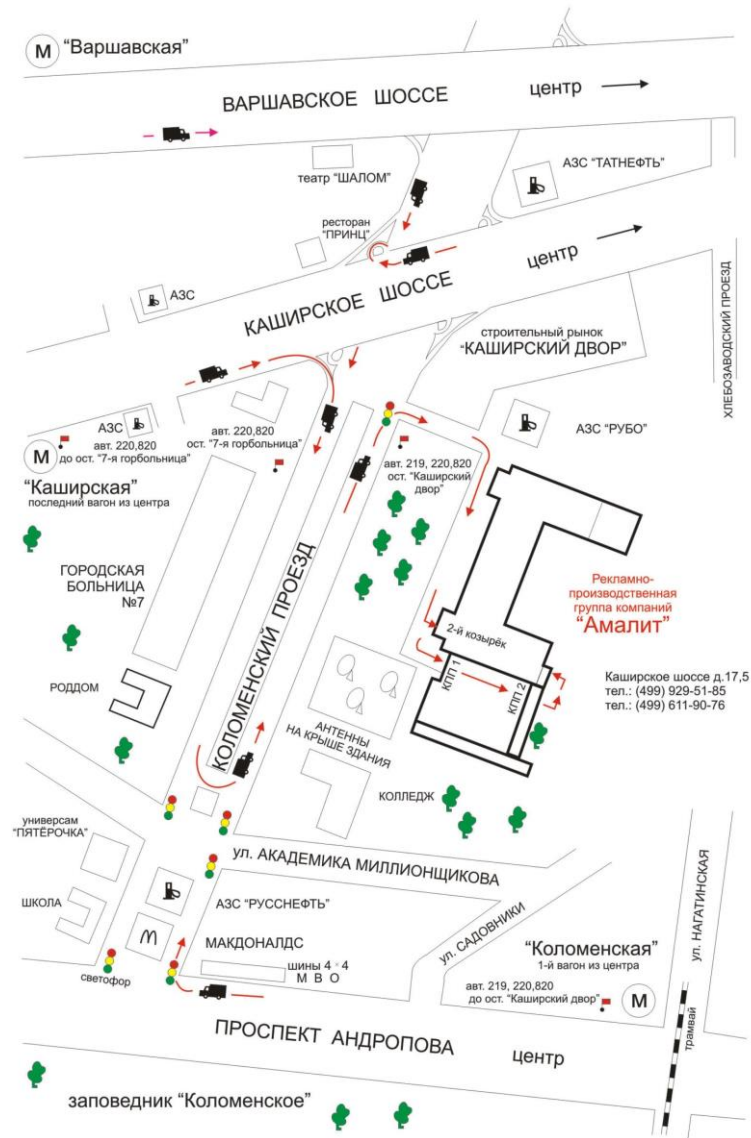 М "Варшавская"
ВАРШАВСКОЕ ШОССЕ
центр
театр "ШАЛОМ"
АЗС "ТАТНЕФТЬ"
ресторан
"ПРИНЦ"
центр
АЗС
КАШИРСКОЕ ШОССЕ
ХЛЕБОЗАВОДСКИЙ ПРОЕЗД
строительный рынок
"КАШИРСКИЙ ДВОР"
АЗС
авт. 220,820
до ост. "7-я горбольница"
авт. 220,820
ост. "7-я горбольница"
АЗС "РУБО"
М
"Каширская"
последний вагон из центра
авт. 219, 220,820
ост. "Каширский
двор"
ГОРОДСКАЯ
БОЛЬНИЦА
№7
КОЛОМЕНСКИЙ ПРОЕЗД
Рекламно-
производственная
группа компаний
"Амалит"
2-й козырёк
КПП 1
КПП 2
Каширское шоссе д.17,5
тел.: (499) 929-51-85
тел.: (499) 611-90-76
РОДДОМ
АНТЕННЫ
НА КРЫШЕ ЗДАНИЯ
КОЛЛЕДЖ
универсам
"ПЯТЁРОЧКА"
ул. АКАДЕМИКА МИЛЛИОНЩИКОВА
ШКОЛА
АЗС "РУССНЕФТЬ"
ул. САДОВНИКИ
ул. НАГАТИНСКАЯ
МАКДОНАЛДС
шины 4 × 4
М В О
светофор
"Коломенская"
1-й вагон из центра
авт. 219, 220,820
до ост. "Каширский двор"
М
трамвай
ПРОСПЕКТ АНДРОПОВА
центр
заповедник "Коломенское"